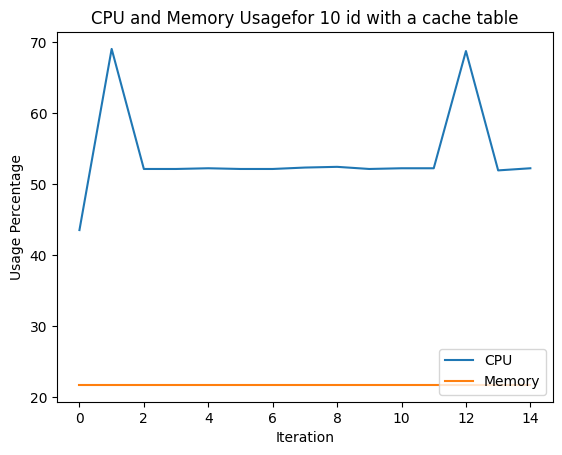 CPU and Memory Usagefor 10 id with a cache table
70
60
50
40
30
20
Usage Percentage
0 2 4 6 8 10 12 14
Iteration
CPU
Memory